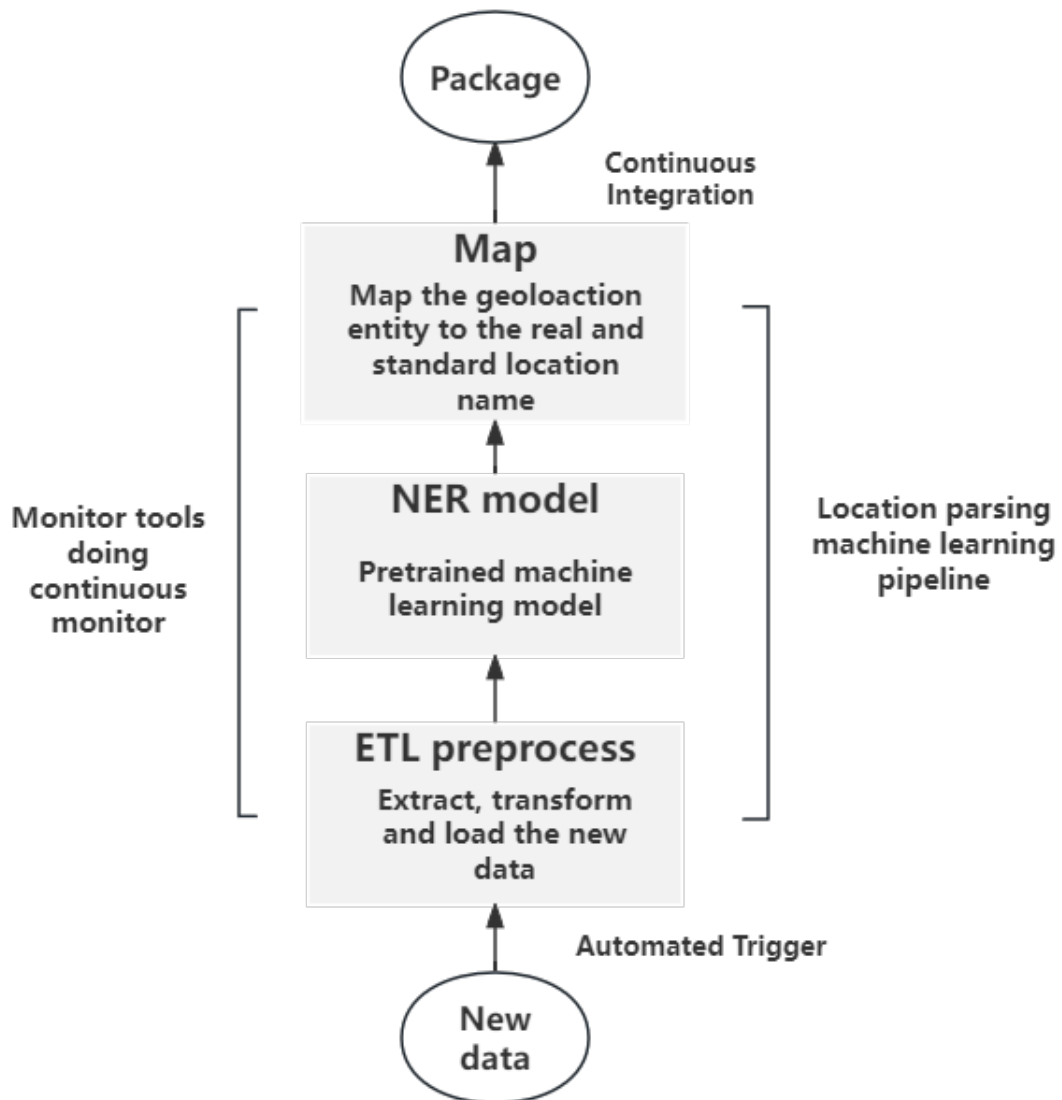 Package
Continuous
Integration
Map
Map the geoloaction
entity to the real and
standard location
name
NER model
Pretrained machine
learning model
Monitor tools
doing
continuous
monitor
Location parsing
machine learning
pipeline
ETL preprocess
Extract, transform
and load the new
data
Automated Trigger
New
data